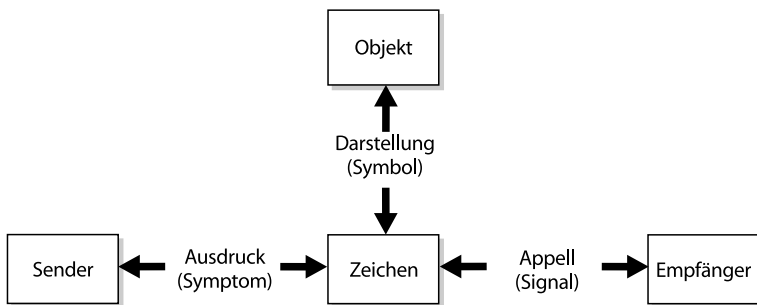 Objekt
Darstellung
(Symbol)
Sender
Ausdruck
(Symptom)
Zeichen
Appell
(Signal)
Empfänger